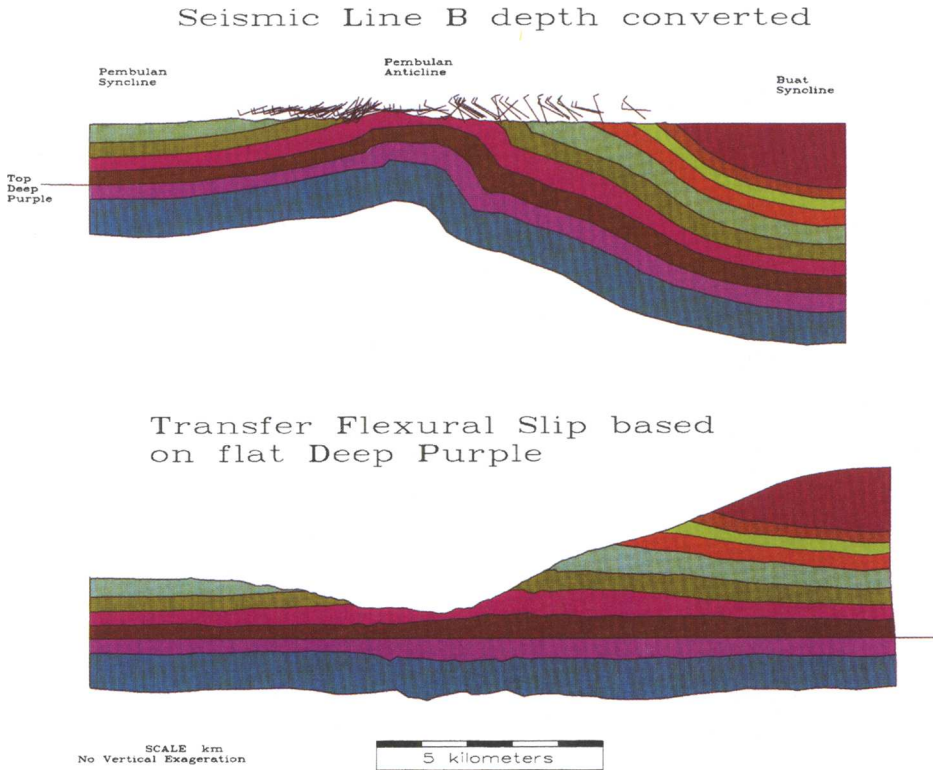 Seismic Line B depth converted
Pembulan
Syncline
Pembulan
Anticline
Buat
Syncline
Top
Deep
Purple
Transfer Flexural Slip based
on flat Deep Purple
SCALE km
No Vertical Exageration
5 kilometers